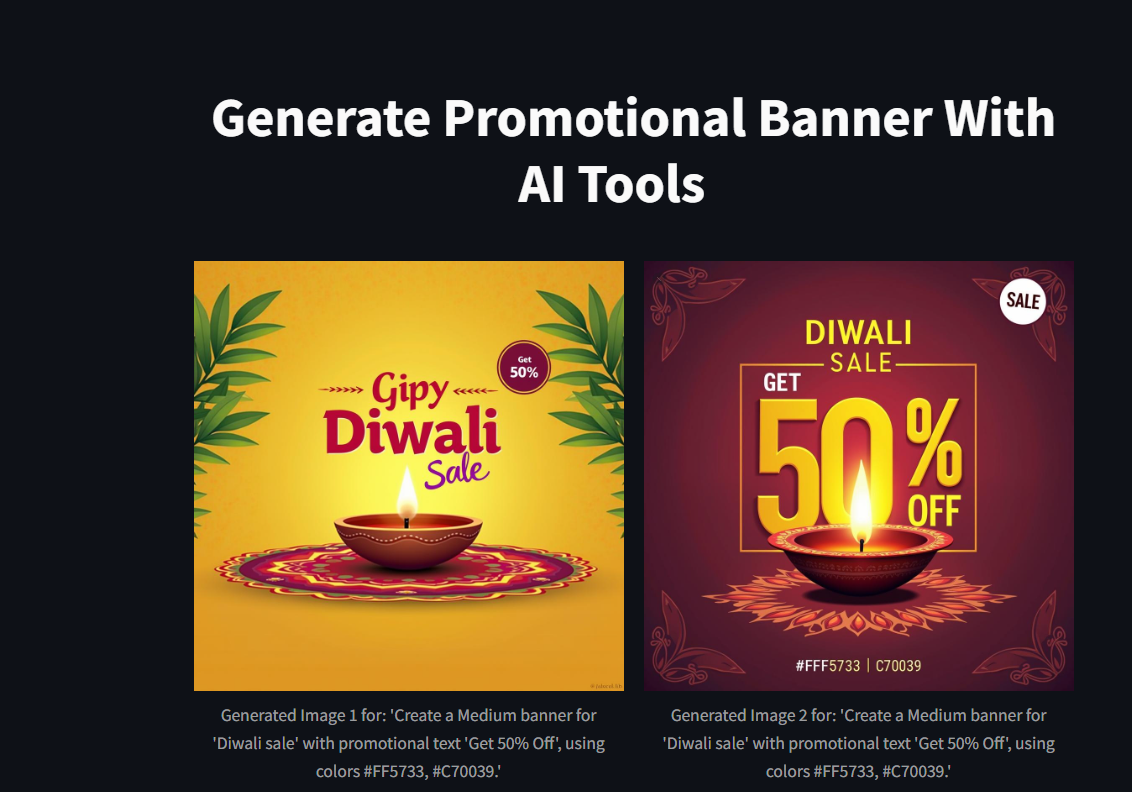 Generate Promotional Banner With
AI Tools
Get
50%
Gipy
Diwali
Sale
SALE
DIWALI
SALE
GET
50%
OFF
#FFF5733 | C70039
Generated Image 1 for: 'Create a Medium banner for
'Diwali sale' with promotional text 'Get 50% Off', using
colors #FF5733, #C70039.'
Generated Image 2 for: 'Create a Medium banner for
'Diwali sale' with promotional text 'Get 50% Off', using
colors #FF5733, #C70039.'